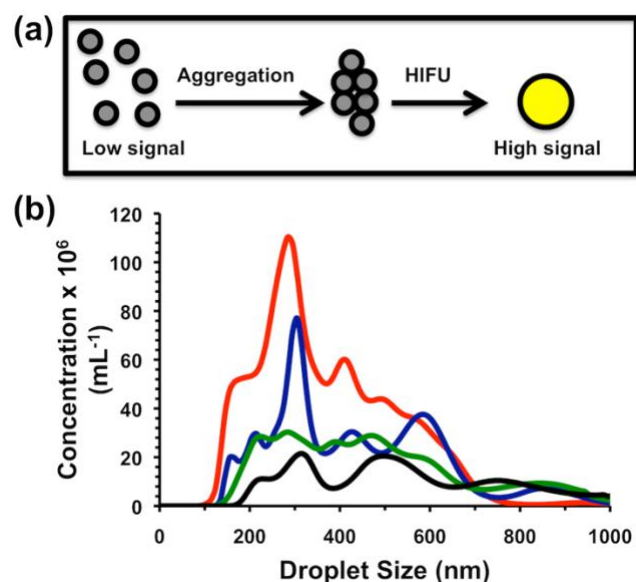 (a)
Aggregation HIFU
Low signal High signal
(b)
120
100
80
60
40
20
0
Concentration x 10⁶
(mL⁻¹)
0 200 400 600 800 1000
Droplet Size (nm)